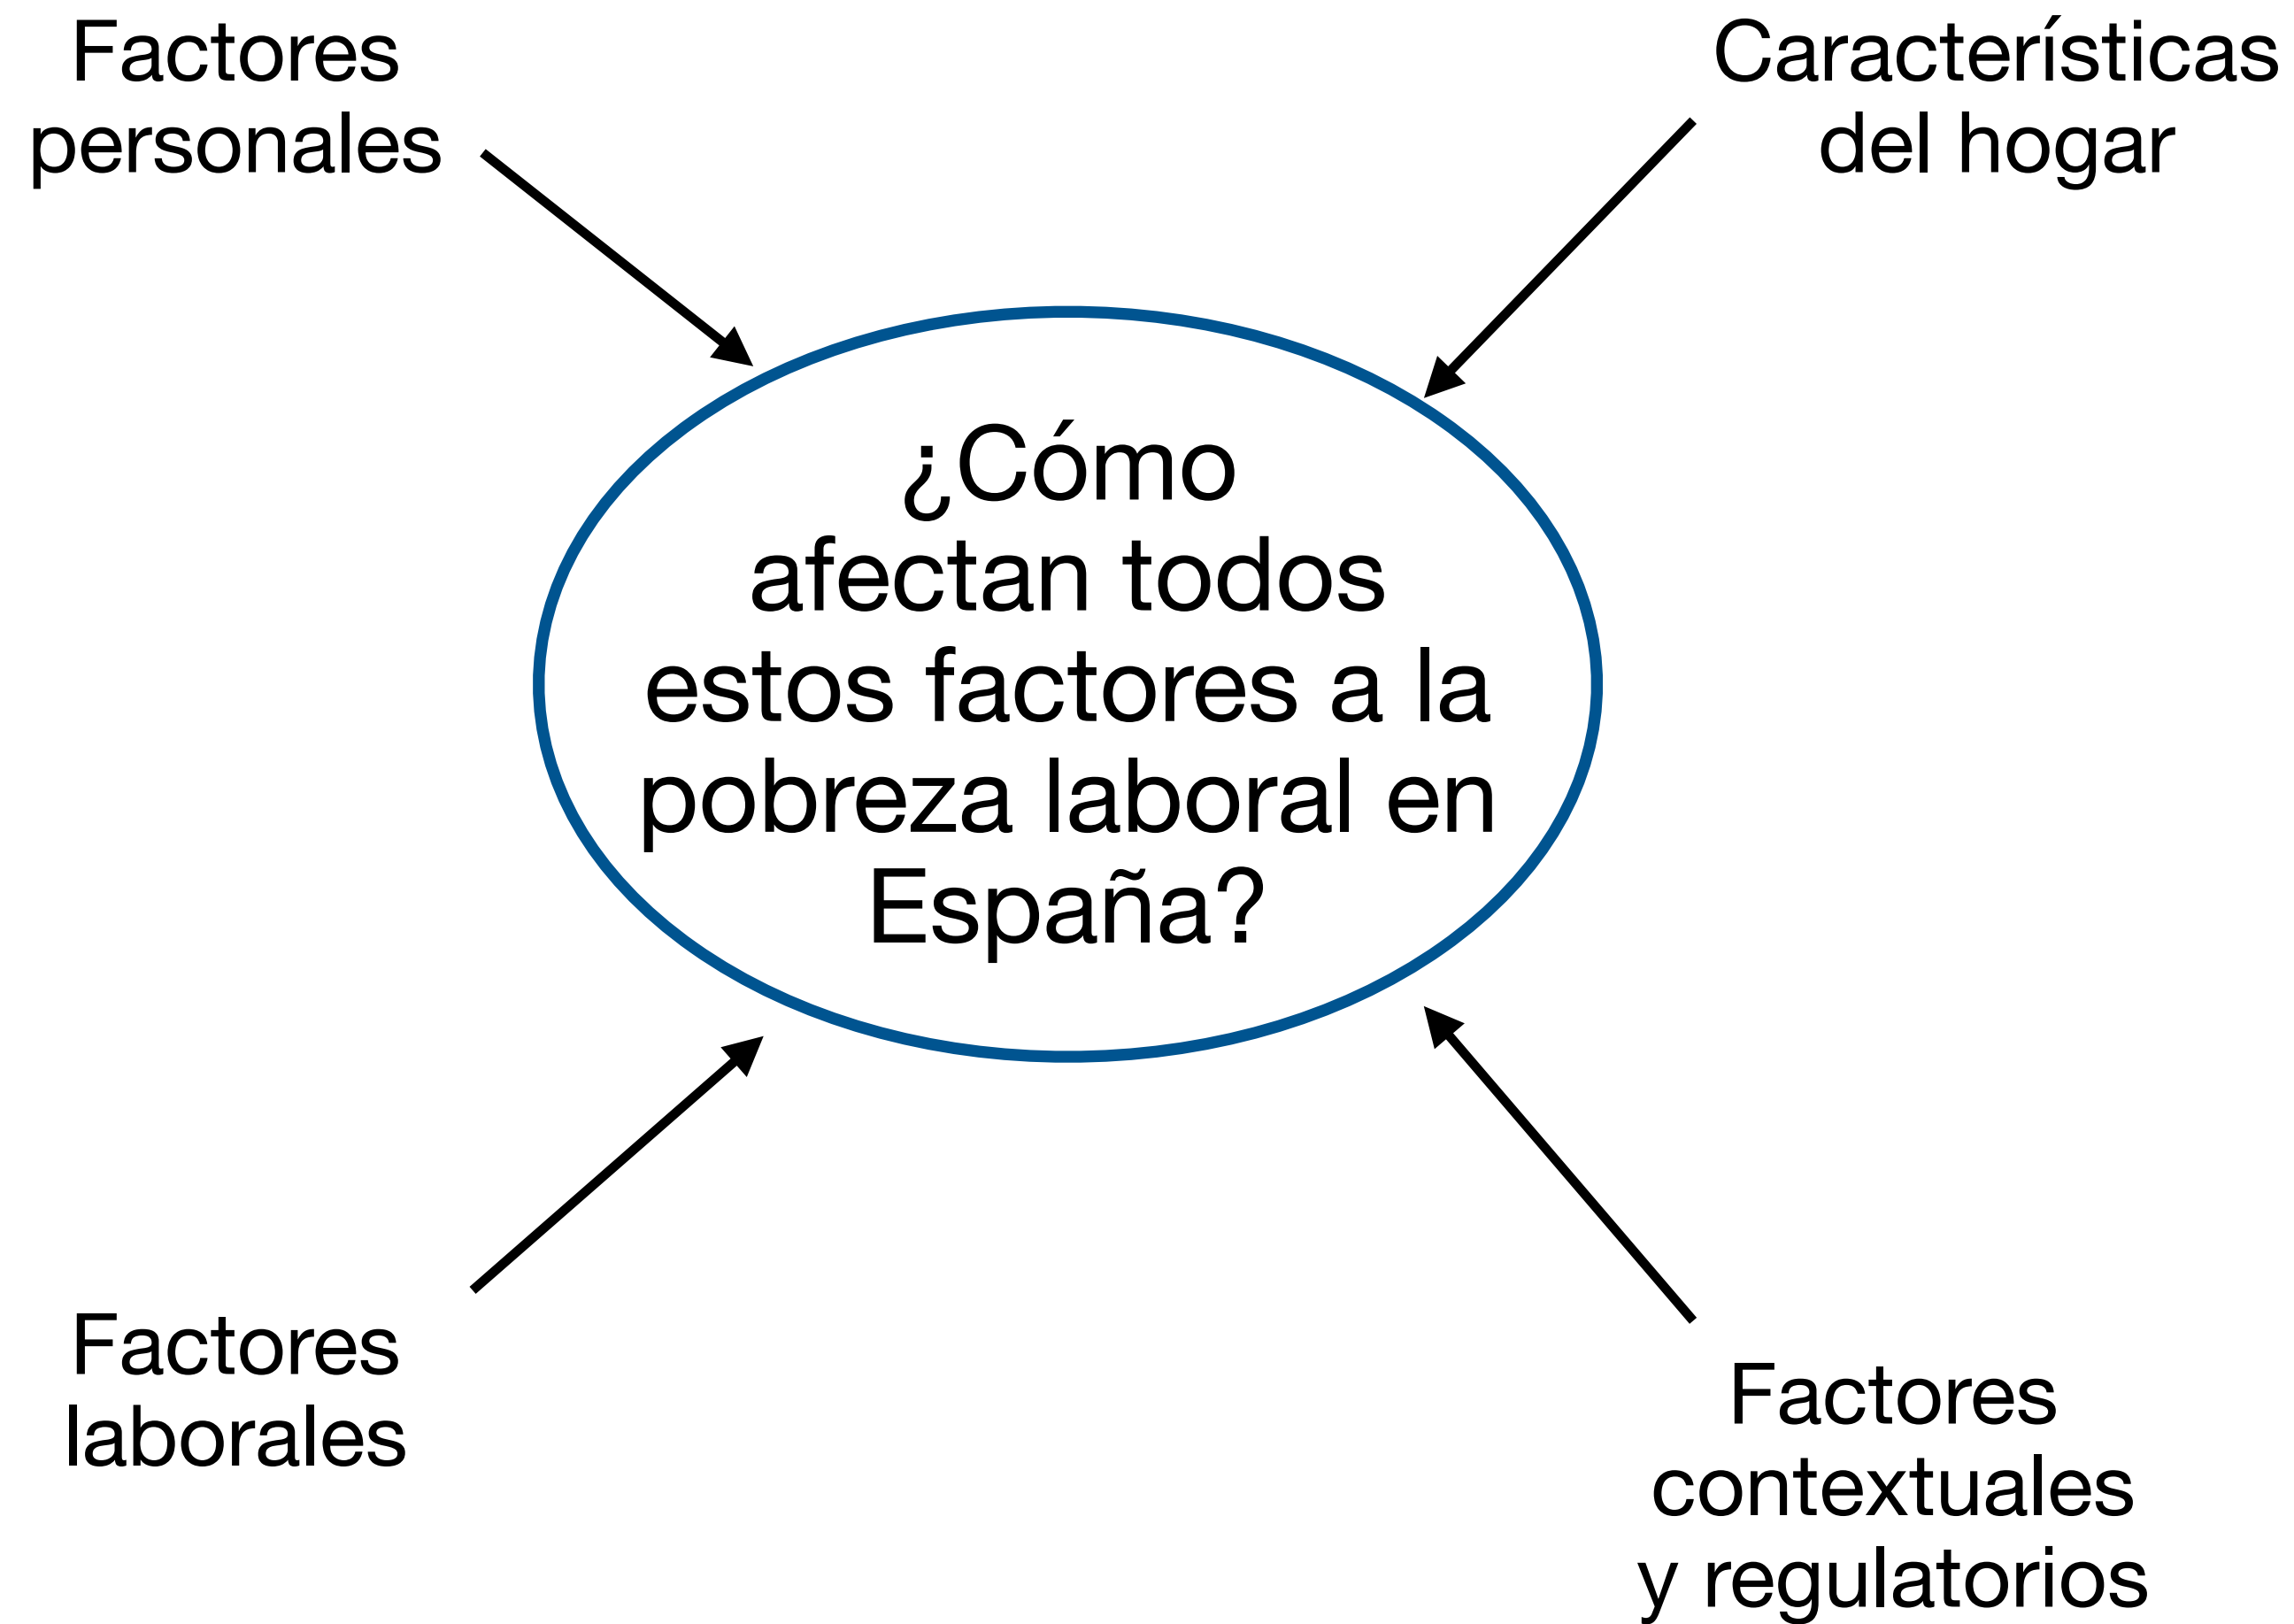 Factores
personales
Características
del hogar
¿Cómo
afectan todos
estos factores a la
pobreza laboral en
España?
Factores
laborales
Factores
contextuales
y regulatorios